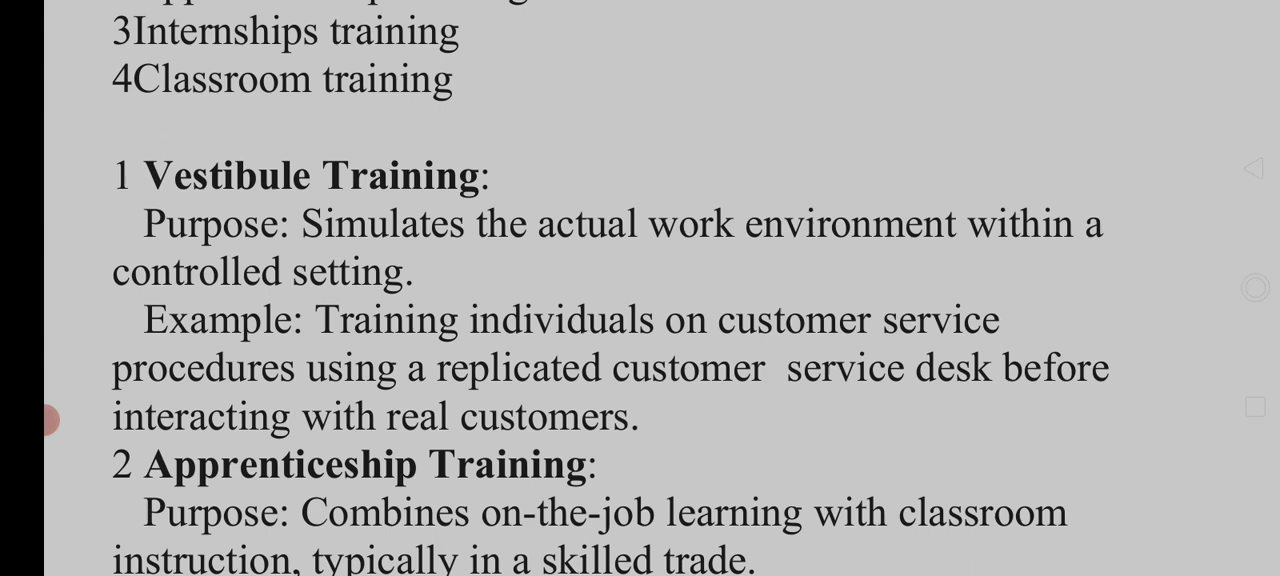 3Internships training
4Classroom training
1 Vestibule Training:
Purpose: Simulates the actual work environment within a
controlled setting.
Example: Training individuals on customer service
procedures using a replicated customer  service desk before
interacting with real customers.
2 Apprenticeship Training:
Purpose: Combines on-the-job learning with classroom
instruction, typically in a skilled trade.